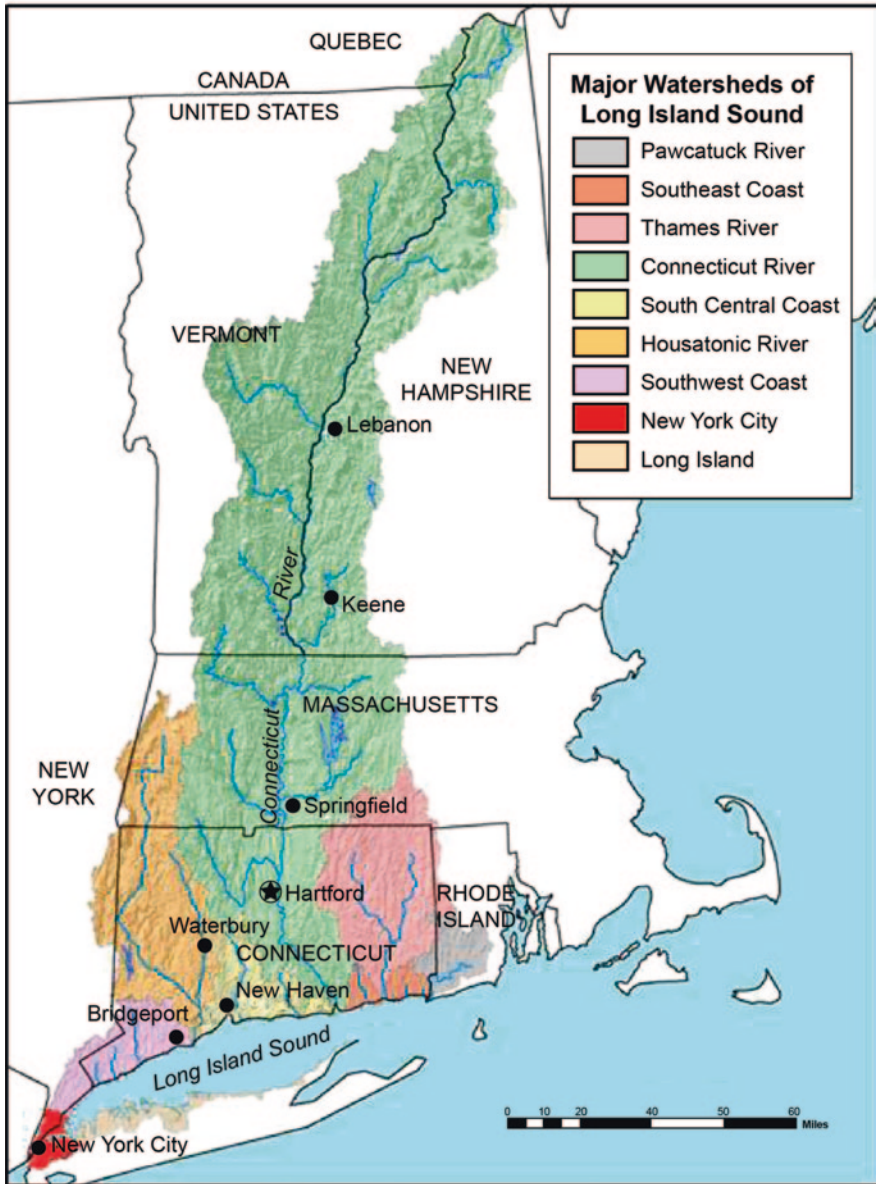 QUEBEC
CANADA
UNITED STATES
Major Watersheds of
Long Island Sound
Pawcatuck River
Southeast Coast
Thames River
Connecticut River
South Central Coast
Housatonic River
Southwest Coast
New York City
Long Island
VERMONT
NEW
HAMPSHIRE
Lebanon
River
Keene
MASSACHUSETTS
Connecticut
NEW
YORK
Springfield
Hartford
RHODE
ISLAND
Waterbury
CONNECTICUT
New Haven
Bridgeport
Long Island Sound
New York City
0 5 10 20 40 50 60
Miles